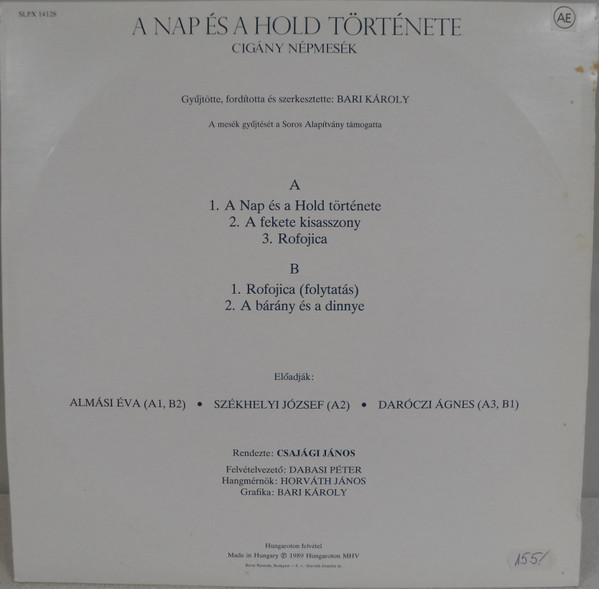 SLPX 14128
AE
A NAP ÉS A HOLD TÖRTÉNETE
CIGÁNY NÉPMESÉK
Gyűjtötte, fordította és szerkesztette: BARI KÁROLY
A mesék gyűjtését a Soros Alapítvány támogatta
A
1. A Nap és a Hold története
2. A fekete kisasszony
3. Rofojica
B
1. Rofojica (folytatás)
2. A bárány és a dinnye
Előadják:
ALMÁSI ÉVA (A1, B2) • SZÉKHELYI JÓZSEF (A2) • DARÓCZI ÁGNES (A3, B1)
Rendezte: CSAJÁGI JÁNOS
Felvételvezető: DABASI PÉTER
Hangmérnök: HORVÁTH JÁNOS
Grafika: BARI KÁROLY
Hungaroton felvétel
Made in Hungary ℗ 1989 Hungaroton MHV
155/